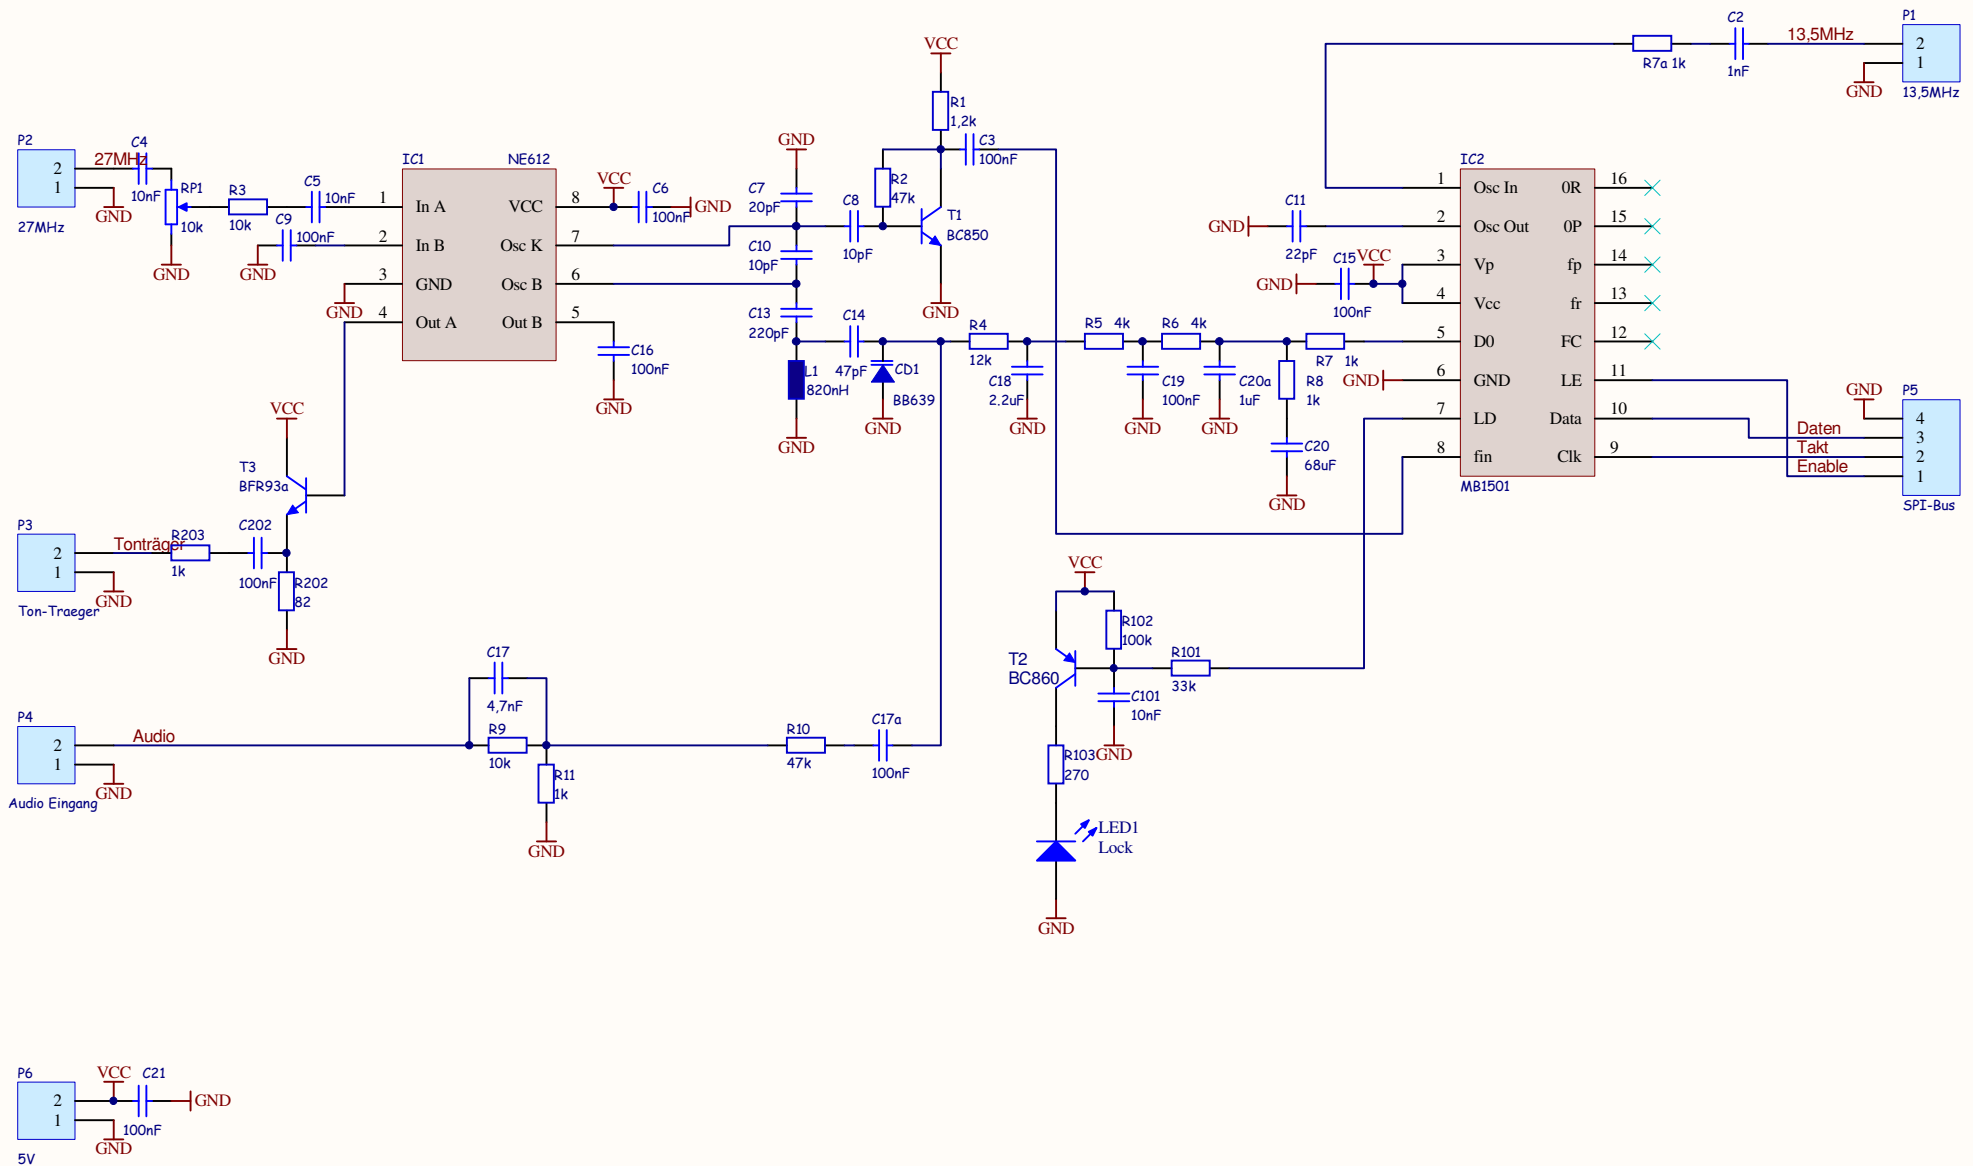 P1
2
1
13,5MHz
13,5MHz
C2
1nF
R7a 1k
GND
P2
2
1
27MHz
27MHz
GND
C4
10nF
RP1
10k
GND
R3
10k
C5
10nF
C9
100nF
GND
IC1
NE612
1 In A
2 In B
3 GND
4 Out A
VCC 8
Osc K 7
Osc B 6
Out B 5
GND
VCC
C6
100nF
GND
C16
100nF
GND
GND
C7
20pF
C10
10pF
C13
220pF
C8
10pF
C14
47pF
L1
820nH
GND
CD1
BB639
GND
VCC
R1
1,2k
C3
100nF
R2
47k
T1
BC850
GND
R4
12k
C18
2.2uF
GND
R5 4k
C19
100nF
GND
R6 4k
C20a
1uF
GND
R7 1k
R8
1k
C20
68uF
GND
GND
C11
22pF
GND
C15
100nF
VCC
GND
IC2
1 Osc In
2 Osc Out
3 Vp
4 Vcc
5 D0
6 GND
7 LD
8 fin
0R 16
0P 15
fp 14
fr 13
FC 12
LE 11
Data 10
Clk 9
MB1501
GND
P5
4
3
2
1
Daten
Takt
Enable
SPI-Bus
VCC
T3
BFR93a
P3
2
1
Tonträger
Ton-Traeger
GND
R203
1k
C202
100nF
R202
82
GND
VCC
R102
100k
T2
BC860
R101
33k
C101
10nF
GND
R103
270
LED1
Lock
GND
P4
2
1
Audio
Audio Eingang
GND
C17
4,7nF
R9
10k
R11
1k
GND
R10
47k
C17a
100nF
P6
2
1
5V
VCC
C21
100nF
GND
GND